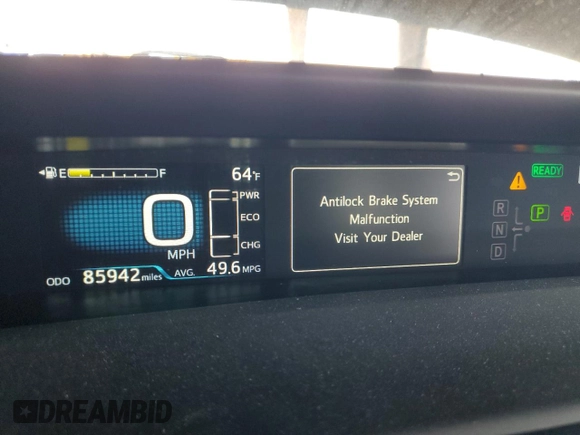 E F 64°F
PWR
ECO
CHG
0
MPH
ODO 85942 miles AVG. 49.6 MPG
Antilock Brake System
Malfunction
Visit Your Dealer
READY
R
N
D
P
DREAMBID